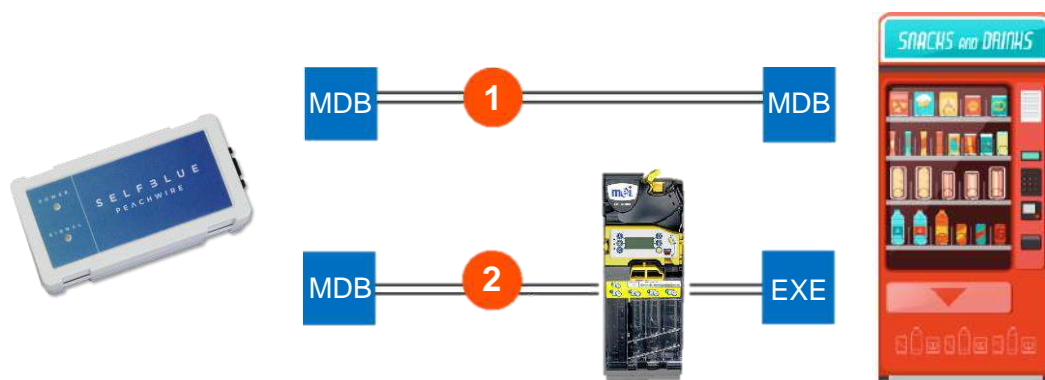 SNACKS AND DRINKS
MDB
1
MDB
POWER
SIGNAL
SELFBLUE
PEACHWIRE
mei
MDB
2
EXE